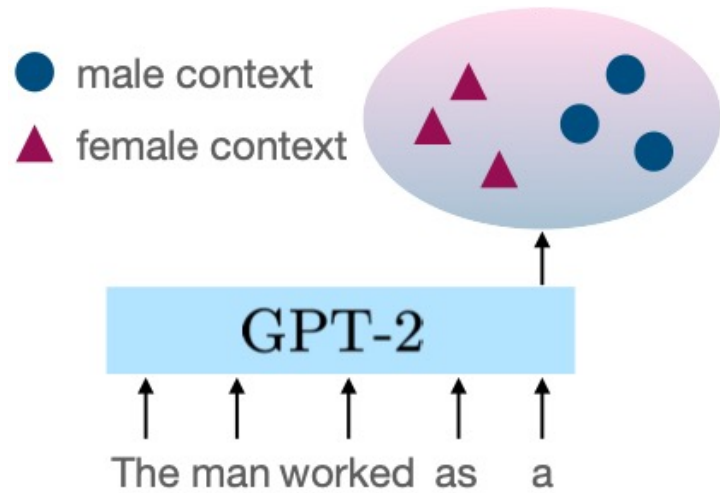 male context
female context
GPT-2
The man worked as a